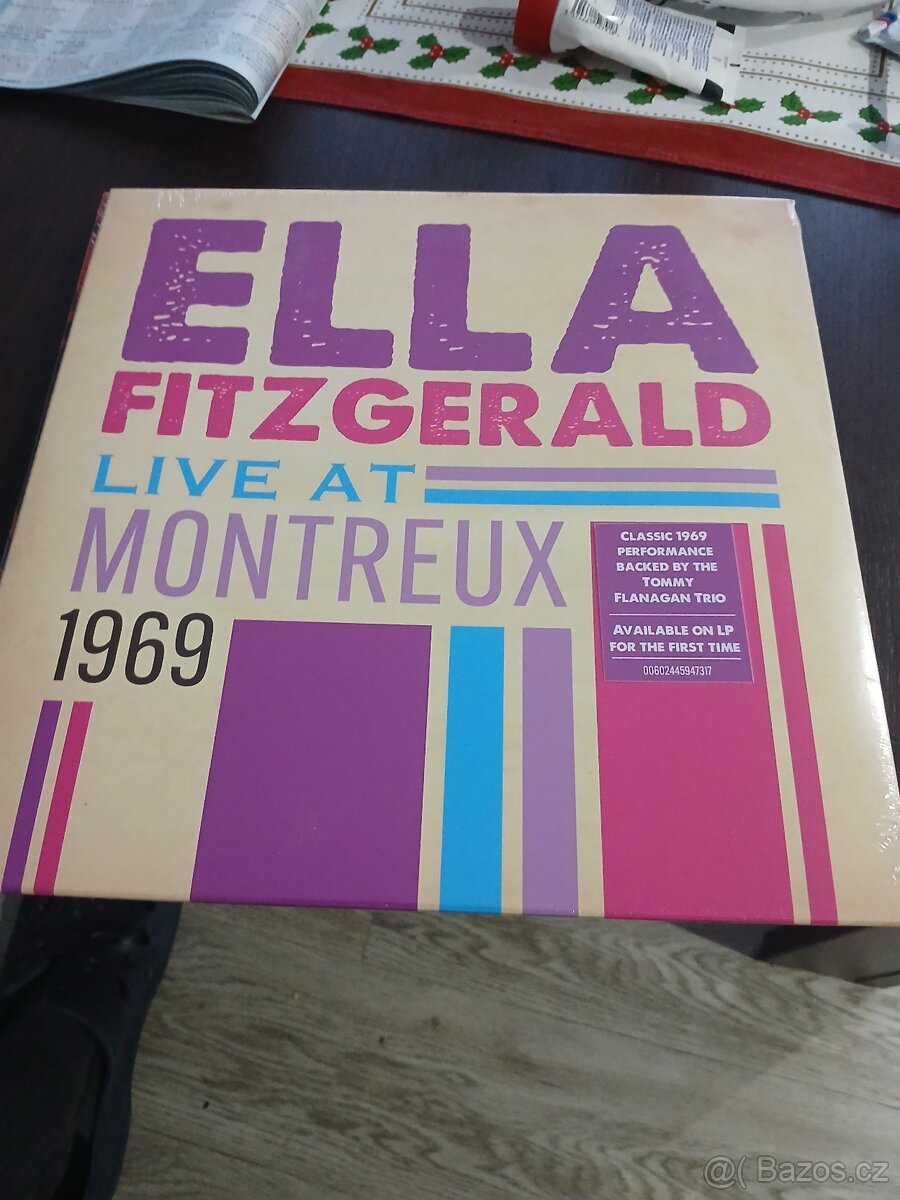 ELLA
FITZGERALD
LIVE AT
MONTREUX
1969
CLASSIC 1969
PERFORMANCE
BACKED BY THE
TOMMY
FLANAGAN TRIO
AVAILABLE ON LP
FOR THE FIRST TIME
00602445947317
@( Bazos.cz